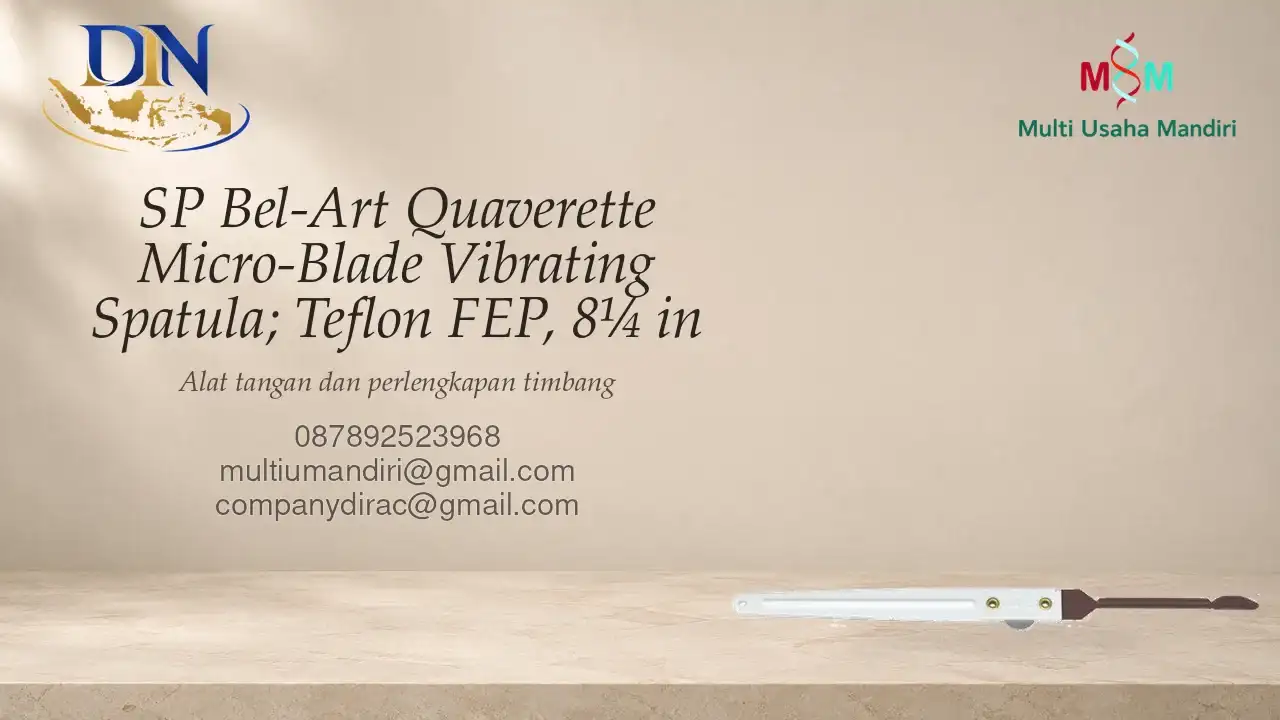 DIN
MSM
Multi Usaha Mandiri
SP Bel-Art Quaverette
Micro-Blade Vibrating
Spatula; Teflon FEP, 8¼ in
Alat tangan dan perlengkapan timbang
087892523968
multiumandiri@gmail.com
companydirac@gmail.com